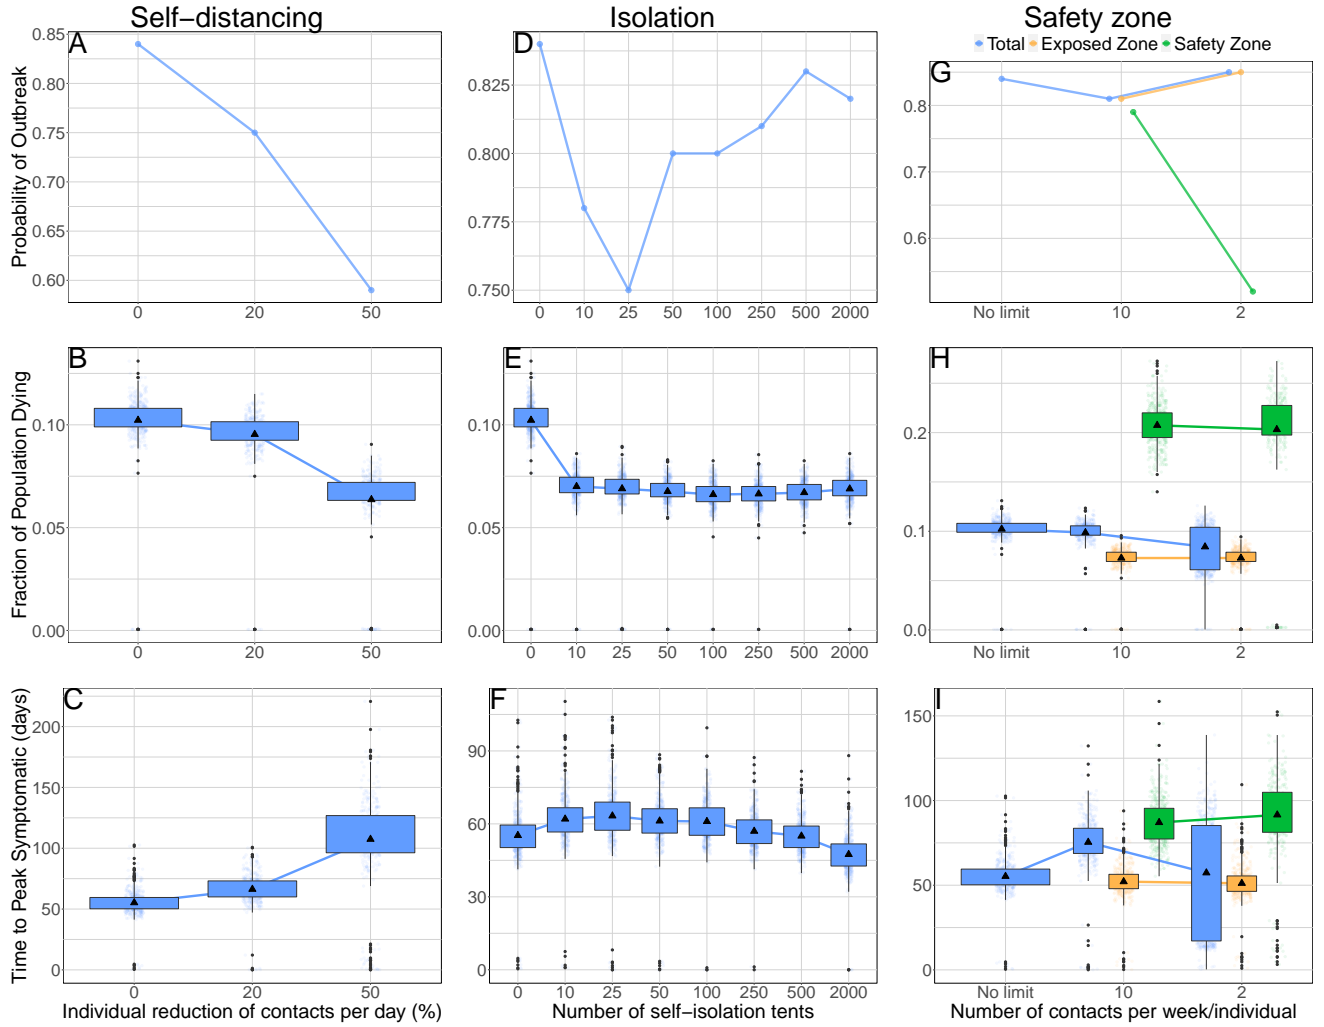 Self−distancing
Isolation
Safety zone
Total Exposed Zone Safety Zone
A
D
G
Probability of Outbreak
0.85
0.80
0.75
0.70
0.65
0.60
0 20 50
0.825
0.800
0.775
0.750
0 10 25 50 100 250 500 2000
0.8
0.7
0.6
No limit 10 2
B
E
H
Fraction of Population Dying
0.10
0.05
0.00
0 20 50
0.10
0.05
0.00
0 10 25 50 100 250 500 2000
0.2
0.1
0.0
No limit 10 2
C
F
I
Time to Peak Symptomatic (days)
200
150
100
50
0
0 20 50
Individual reduction of contacts per day (%)
90
60
30
0
0 10 25 50 100 250 500 2000
Number of self−isolation tents
150
100
50
0
No limit 10 2
Number of contacts per week/individual